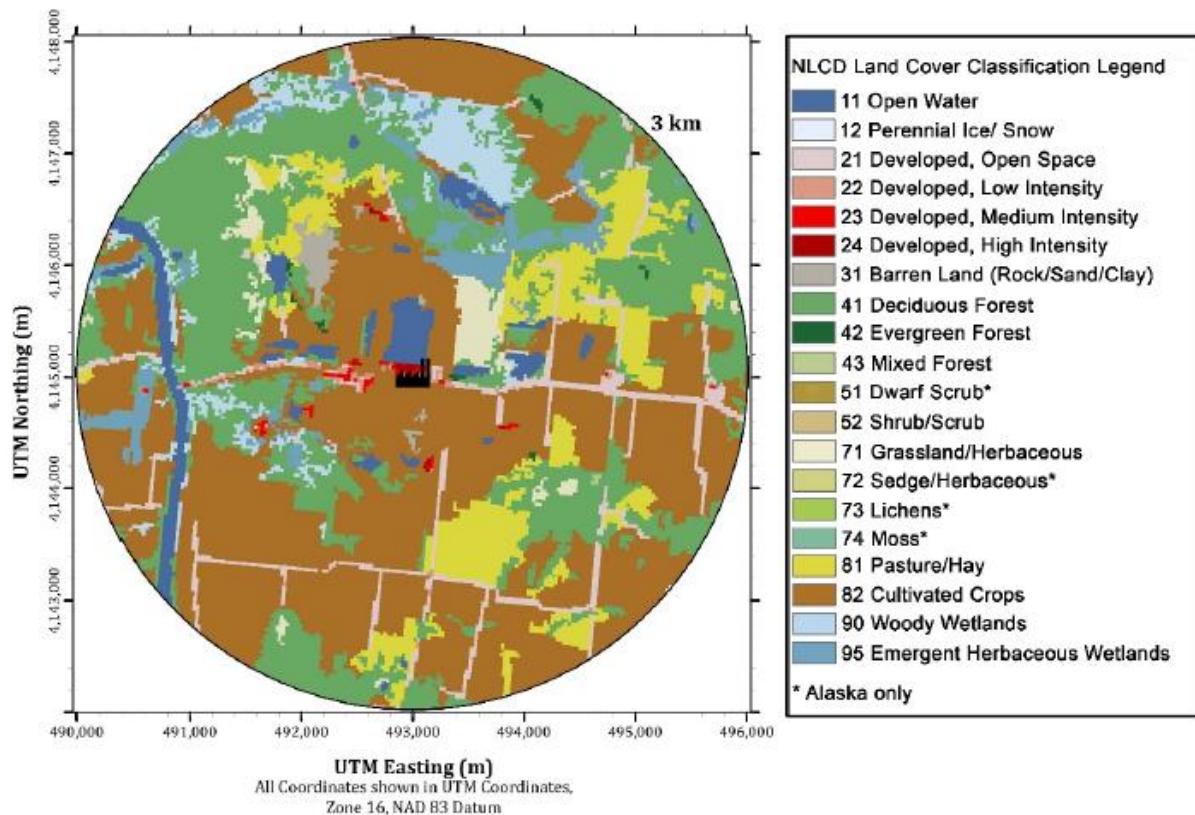 4,148,000
3 km
4,147,000
4,146,000
UTM Northing (m)
4,145,000
4,144,000
4,143,000
490,000 491,000 492,000 493,000 494,000 495,000 496,000
UTM Easting (m)
All Coordinates shown in UTM Coordinates,
Zone 16, NAD 83 Datum
NLCD Land Cover Classification Legend
11 Open Water
12 Perennial Ice/ Snow
21 Developed, Open Space
22 Developed, Low Intensity
23 Developed, Medium Intensity
24 Developed, High Intensity
31 Barren Land (Rock/Sand/Clay)
41 Deciduous Forest
42 Evergreen Forest
43 Mixed Forest
51 Dwarf Scrub*
52 Shrub/Scrub
71 Grassland/Herbaceous
72 Sedge/Herbaceous*
73 Lichens*
74 Moss*
81 Pasture/Hay
82 Cultivated Crops
90 Woody Wetlands
95 Emergent Herbaceous Wetlands
* Alaska only